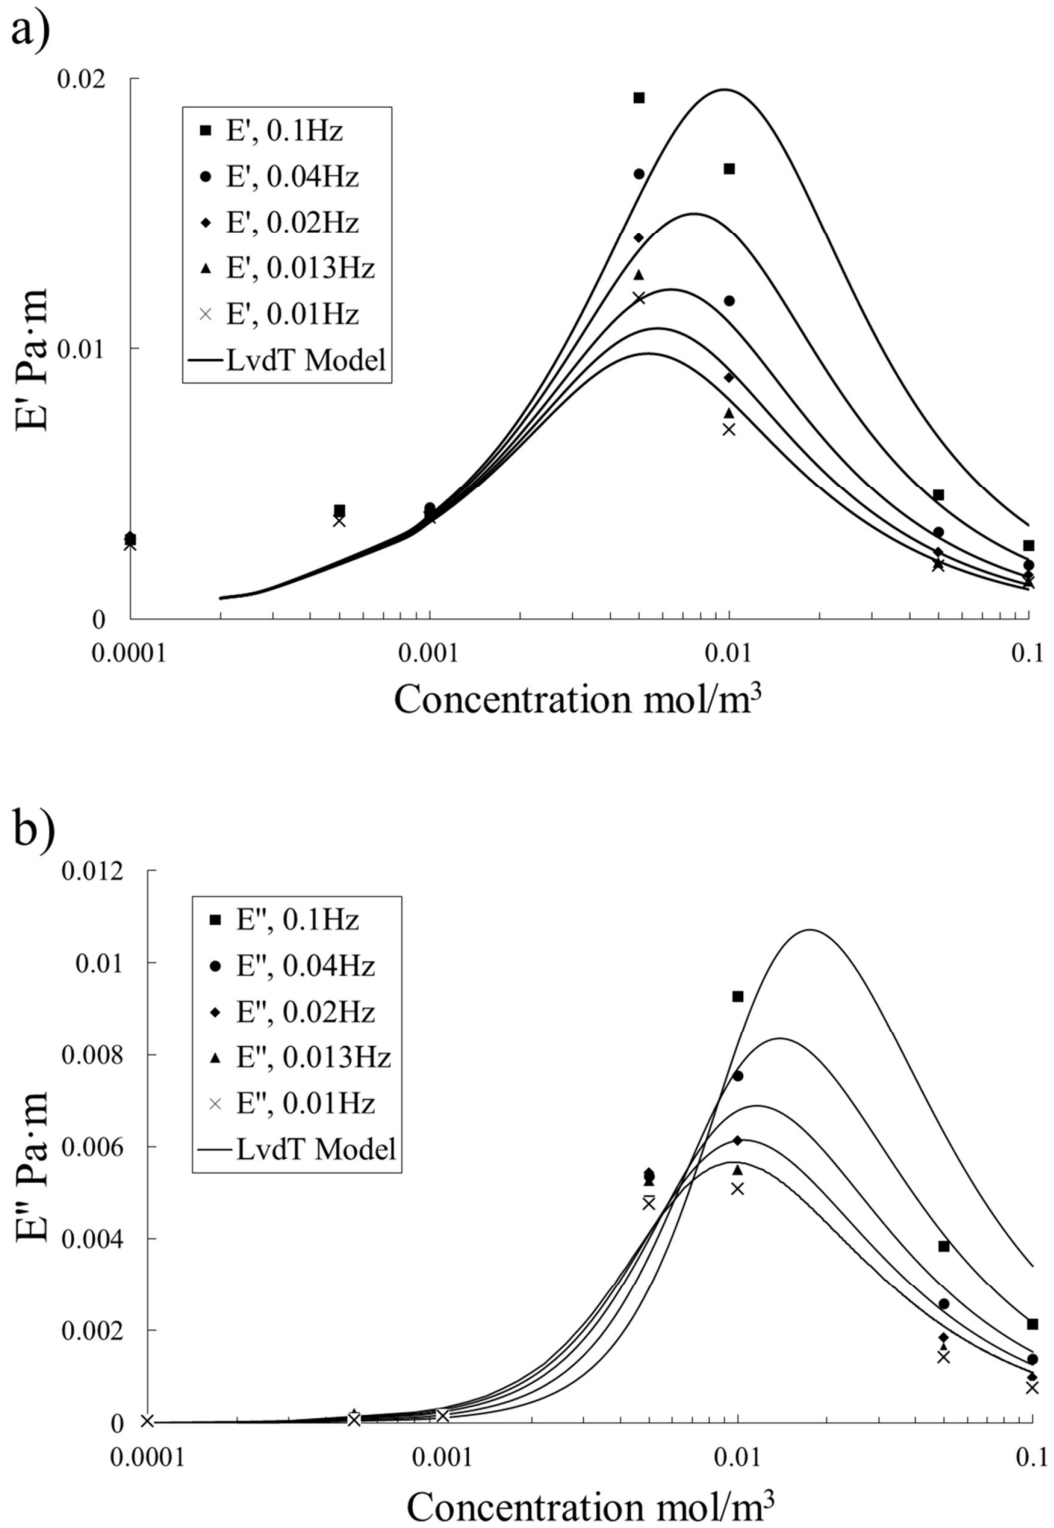 a)
0.02
E', 0.1Hz
E', 0.04Hz
E', 0.02Hz
E', 0.013Hz
E', 0.01Hz
LvdT Model
E' Pa·m
0.01
0
0.0001 0.001 0.01 0.1
Concentration mol/m³
b)
0.012
E'', 0.1Hz
E'', 0.04Hz
E'', 0.02Hz
E'', 0.013Hz
E'', 0.01Hz
LvdT Model
0.01
0.008
E'' Pa·m
0.006
0.004
0.002
0
0.0001 0.001 0.01 0.1
Concentration mol/m³